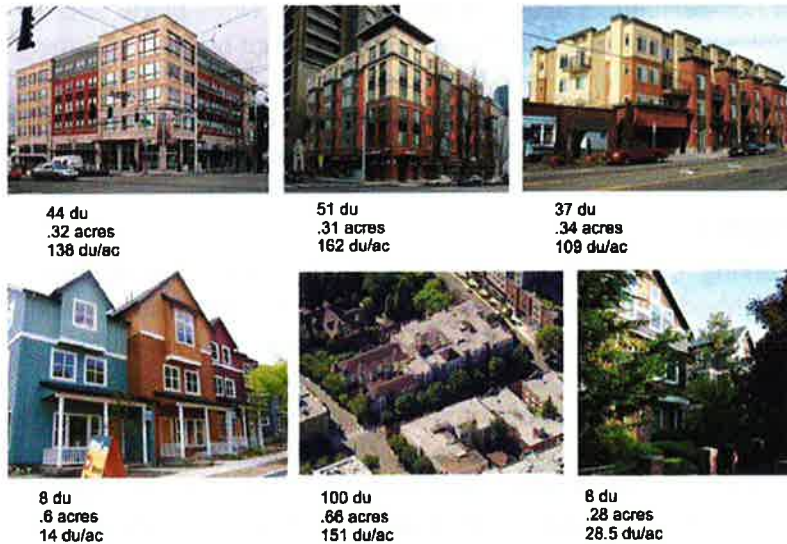 44 du
.32 acres
138 du/ac
51 du
.31 acres
162 du/ac
37 du
.34 acres
109 du/ac
8 du
.6 acres
14 du/ac
100 du
.66 acres
151 du/ac
8 du
.28 acres
28.5 du/ac